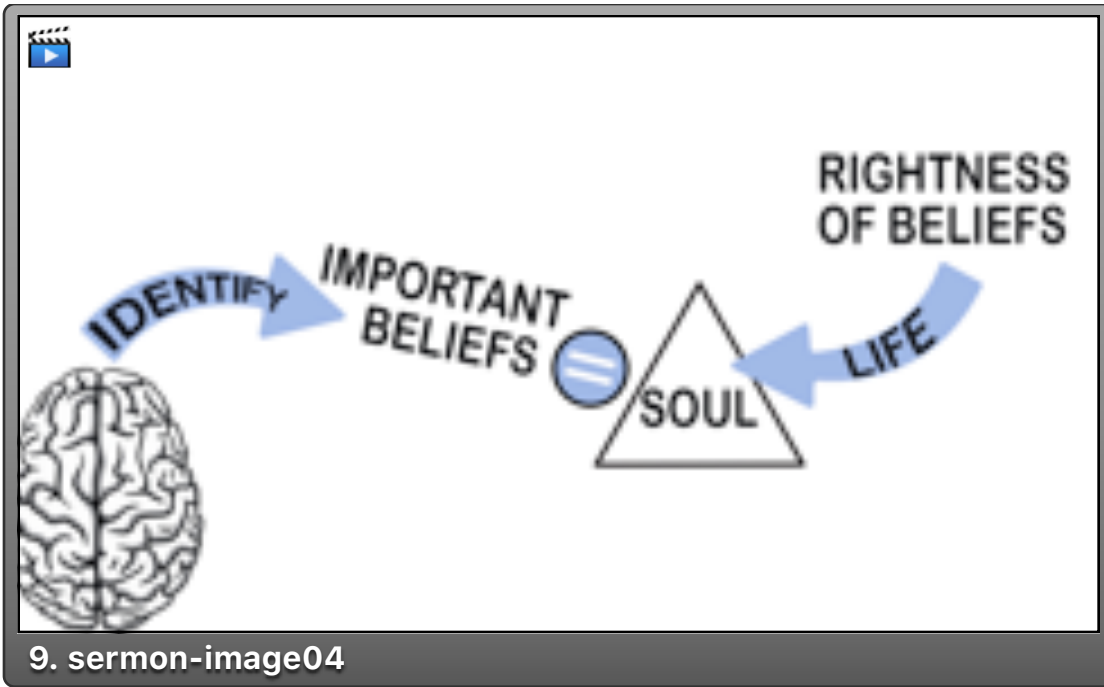 RIGHTNESS
OF BELIEFS
IDENTIFY
IMPORTANT
BELIEFS
LIFE
SOUL
9. sermon-image04